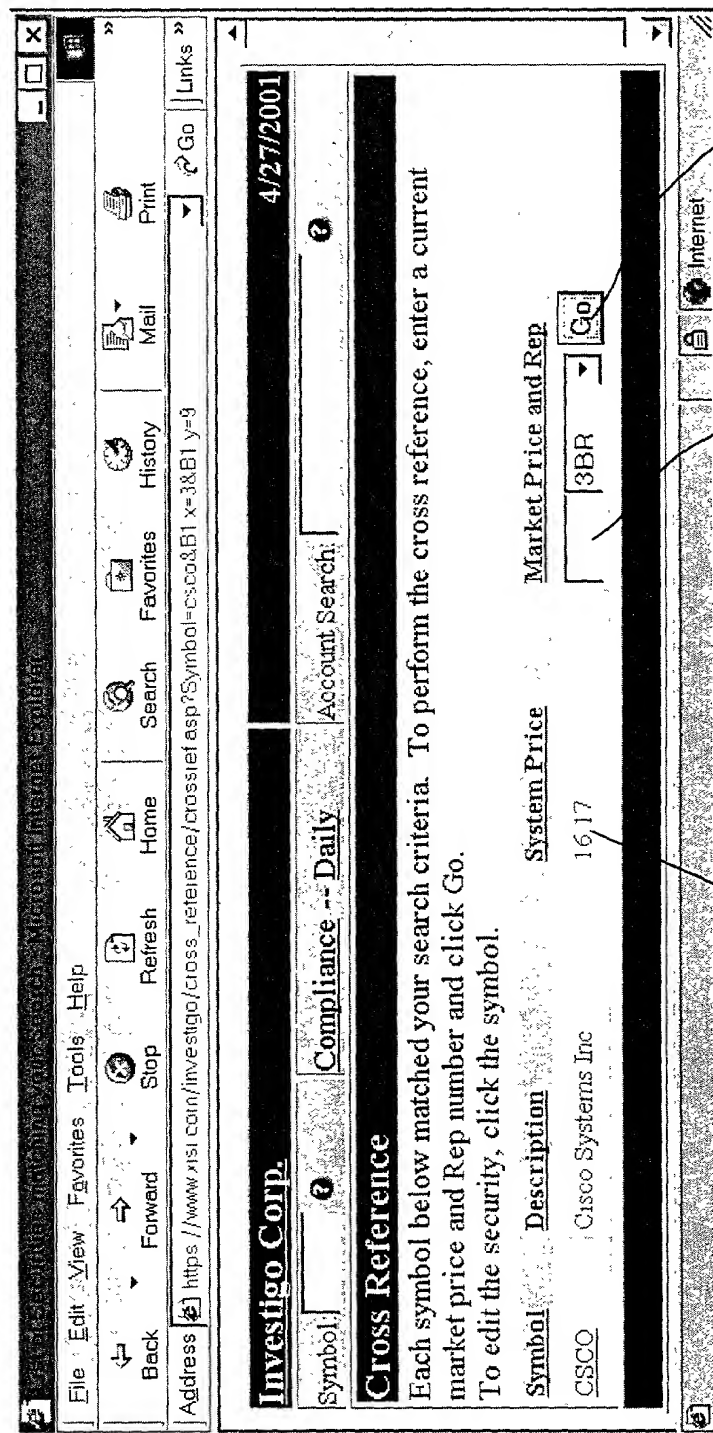 Microsoft Internet Explorer
File Edit View Favorites Tools Help
Back Forward Stop Refresh Home Search Favorites History Mail Print »
Address https://www.xisi.com/investigo/cross_reference/crossref.asp?Symbol=csco&B1.x=3&B1.y=9 Go Links »
Investigo Corp. 4/27/2001
Symbol: Compliance -- Daily Account Search:
Cross Reference
Each symbol below matched your search criteria. To perform the cross reference, enter a current
market price and Rep number and click Go.
To edit the security, click the symbol.
Symbol Description System Price Market Price and Rep
CSCO Cisco Systems Inc 16.17 3BR Go
Internet